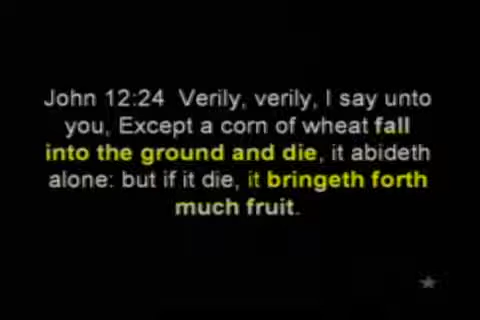 John 12:24 Verily, verily, I say unto
you, Except a corn of wheat fall
into the ground and die, it abideth
alone: but if it die, it bringeth forth
much fruit.